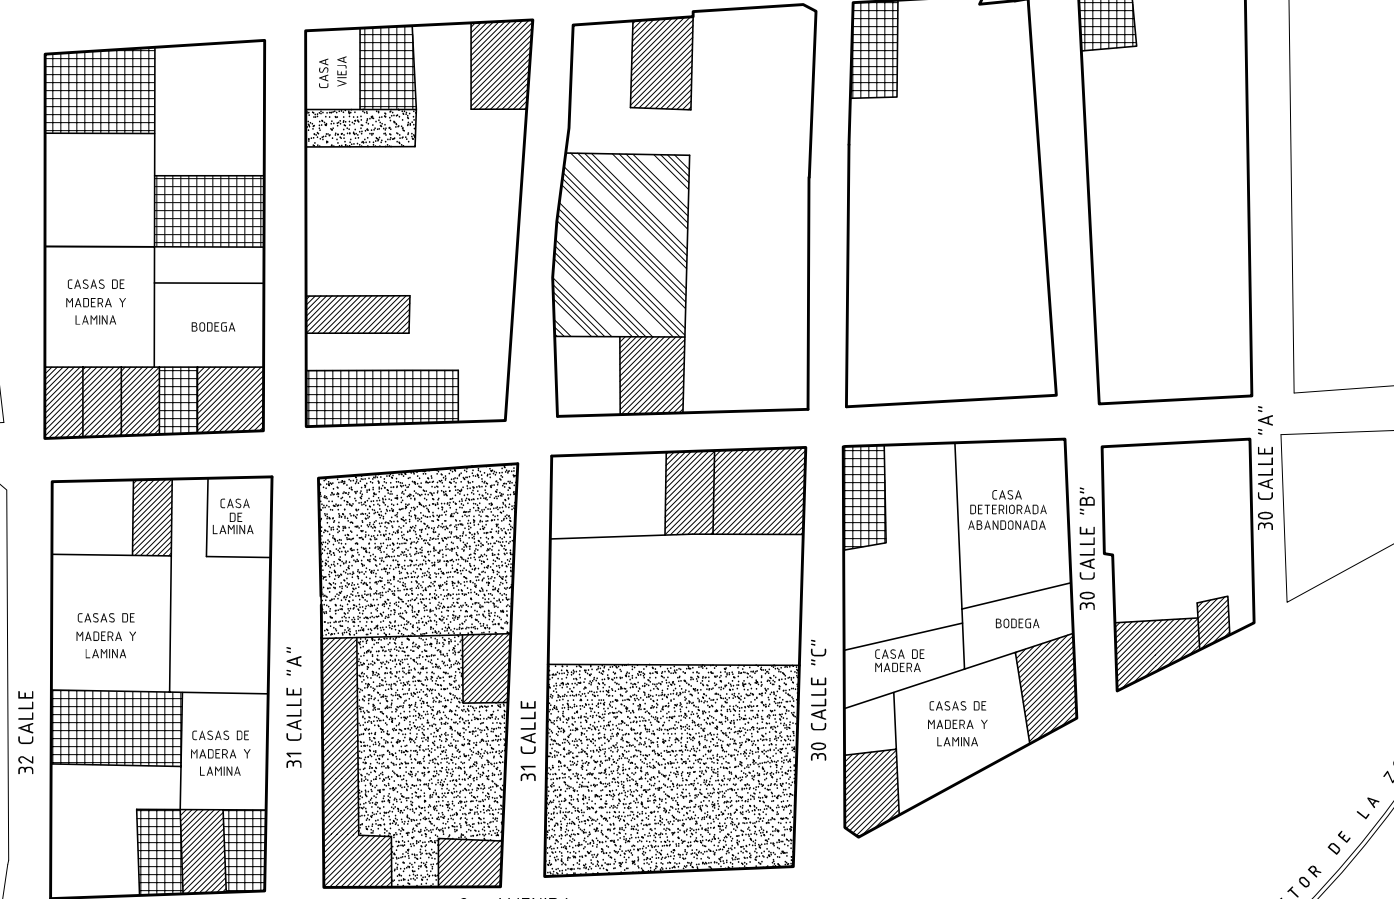 CASA
VIEJA
CASAS DE
MADERA Y
LAMINA
BODEGA
CASA
DE
LAMINA
CASAS DE
MADERA Y
LAMINA
CASAS DE
MADERA Y
LAMINA
CASA
DETERIORADA
ABANDONADA
BODEGA
CASA DE
MADERA
CASAS DE
MADERA Y
LAMINA
32 CALLE
31 CALLE "A"
31 CALLE
30 CALLE "C"
30 CALLE "B"
30 CALLE "A"
DE LA